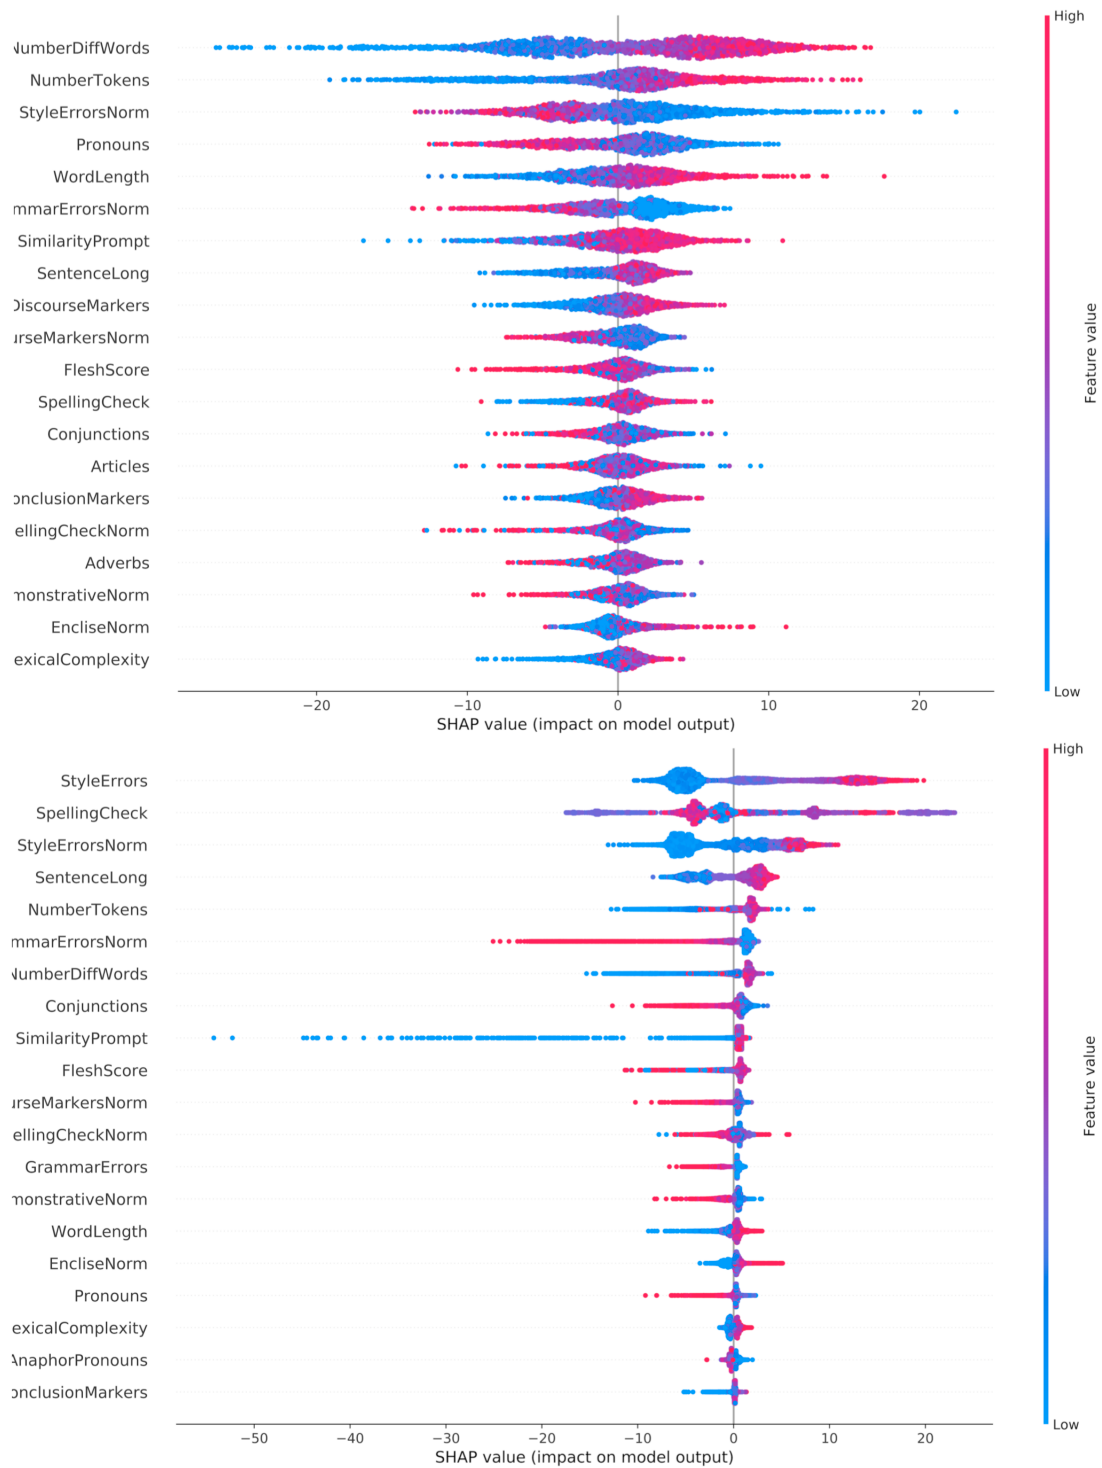 High
NumberDiffWords
NumberTokens
StyleErrorsNorm
Pronouns
WordLength
mmarErrorsNorm
SimilarityPrompt
SentenceLong
DiscourseMarkers
urseMarkersNorm
FleshScore
SpellingCheck
Conjunctions
Articles
onclusionMarkers
ellingCheckNorm
Adverbs
monstrativeNorm
EncliseNorm
exicalComplexity
Feature value
Low
−20 −10 0 10 20
SHAP value (impact on model output)
High
StyleErrors
SpellingCheck
StyleErrorsNorm
SentenceLong
NumberTokens
mmarErrorsNorm
NumberDiffWords
Conjunctions
SimilarityPrompt
FleshScore
urseMarkersNorm
ellingCheckNorm
GrammarErrors
monstrativeNorm
WordLength
EncliseNorm
Pronouns
exicalComplexity
AnaphorPronouns
onclusionMarkers
Feature value
Low
−50 −40 −30 −20 −10 0 10 20
SHAP value (impact on model output)